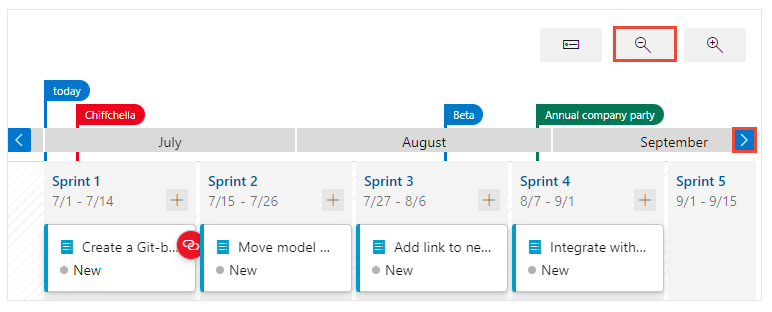 today
Chiffchella
Beta
Annual company party
July
August
September
Sprint 1
7/1 - 7/14
Sprint 2
7/15 - 7/26
Sprint 3
7/27 - 8/6
Sprint 4
8/7 - 9/1
Sprint 5
9/1 - 9/15
Create a Git-b...
New
Move model ...
New
Add link to ne...
New
Integrate with...
New